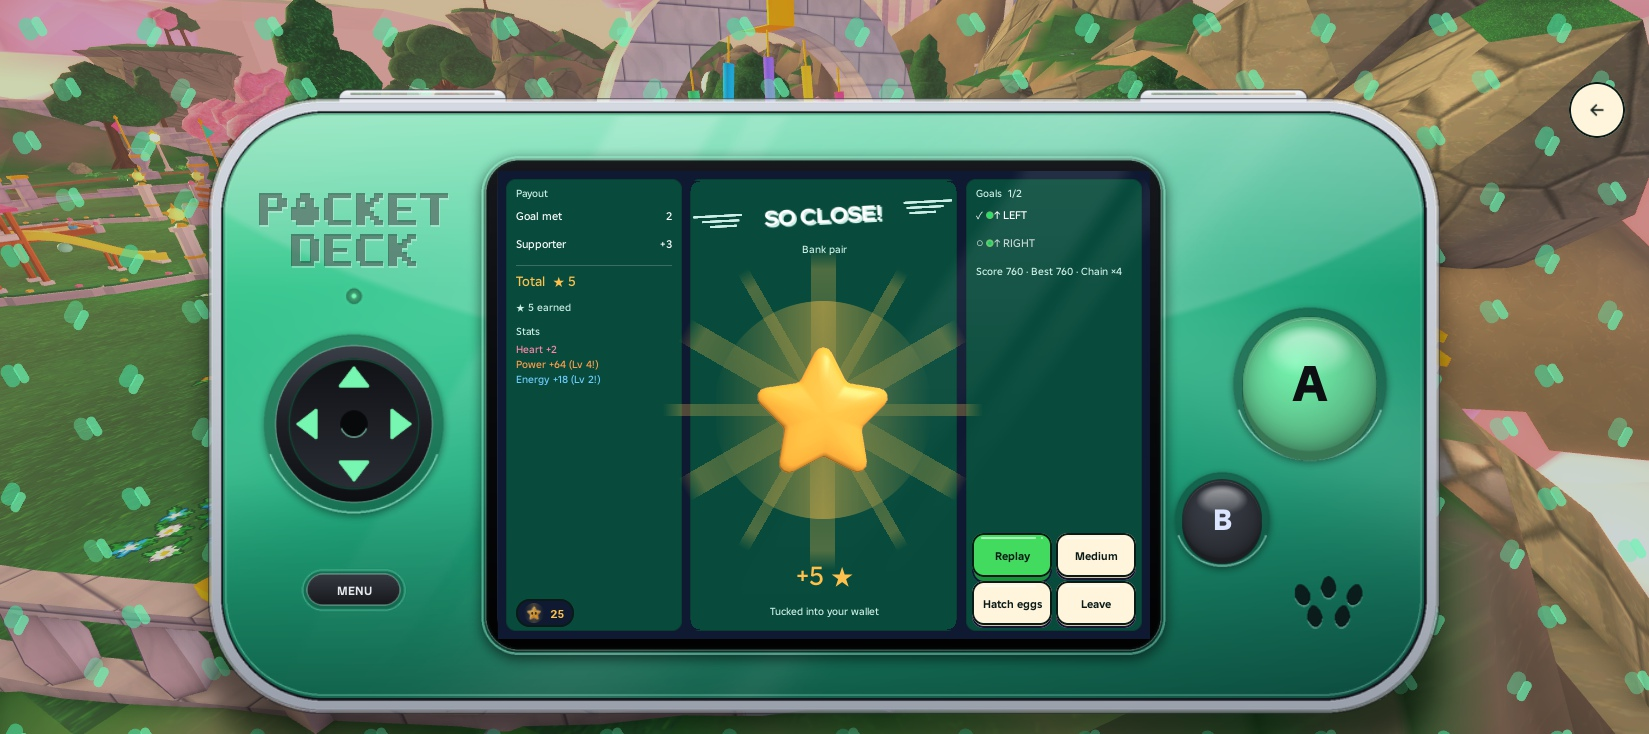 PACKET
DECK
MENU
Payout
Goal met 2
Supporter +3
Total ★ 5
★ 5 earned
Stats
Heart +2
Power +64 (Lv 4!)
Energy +18 (Lv 2!)
25
SO CLOSE!
Bank pair
+5 ★
Tucked into your wallet
Goals 1/2
✓ ●↑ LEFT
○ ●↑ RIGHT
Score 760 · Best 760 · Chain ×4
Replay Medium
Hatch eggs Leave
A
B
←